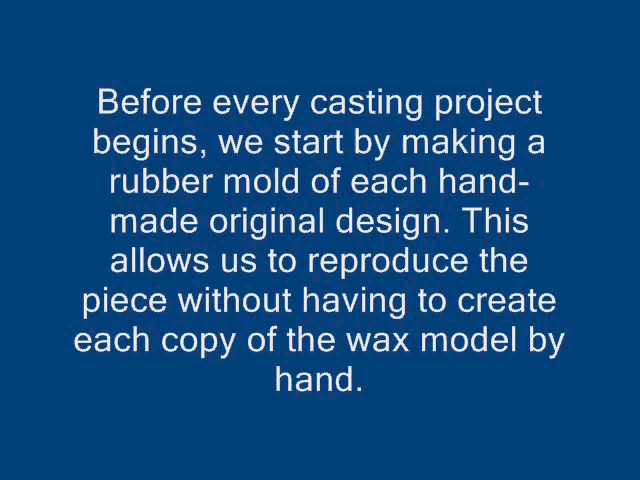 Before every casting project
begins, we start by making a
rubber mold of each hand-
made original design. This
allows us to reproduce the
piece without having to create
each copy of the wax model by
hand.